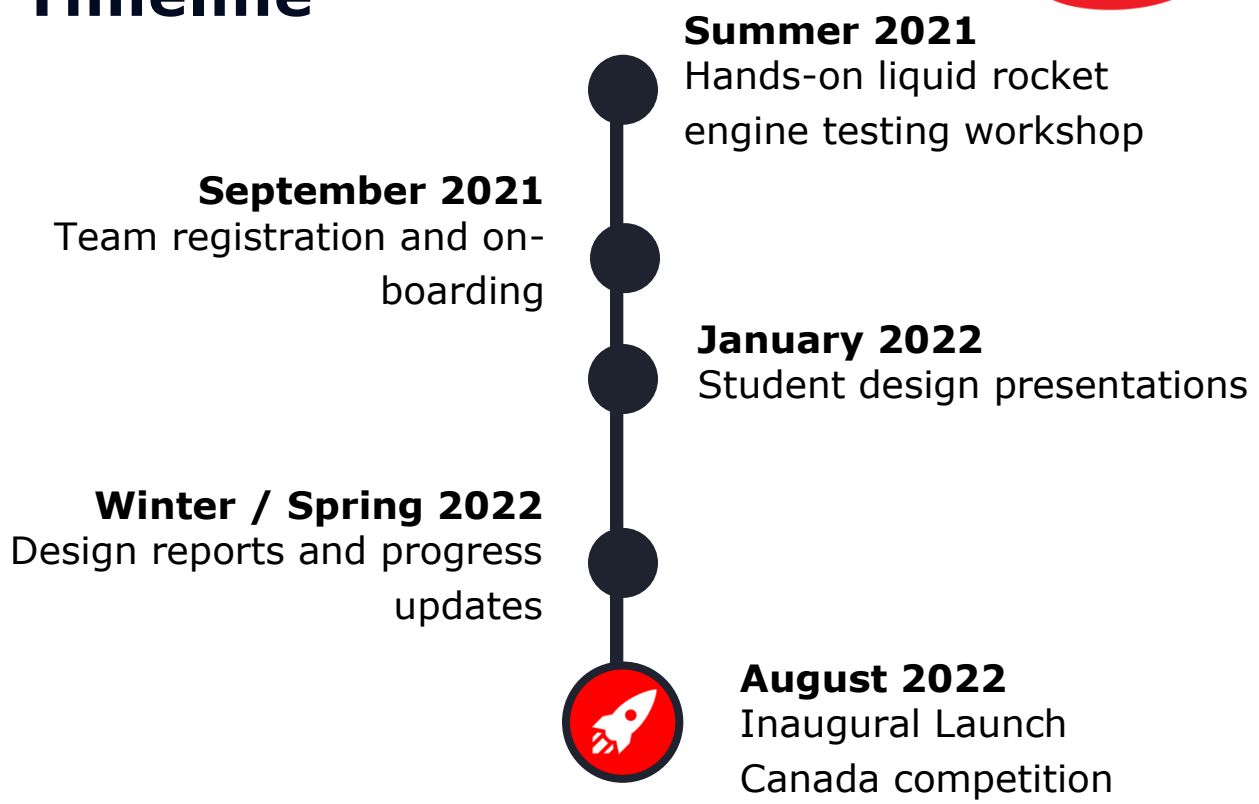 Timeline
Summer 2021
Hands-on liquid rocket
engine testing workshop
September 2021
Team registration and on-
boarding
January 2022
Student design presentations
Winter / Spring 2022
Design reports and progress
updates
August 2022
Inaugural Launch
Canada competition